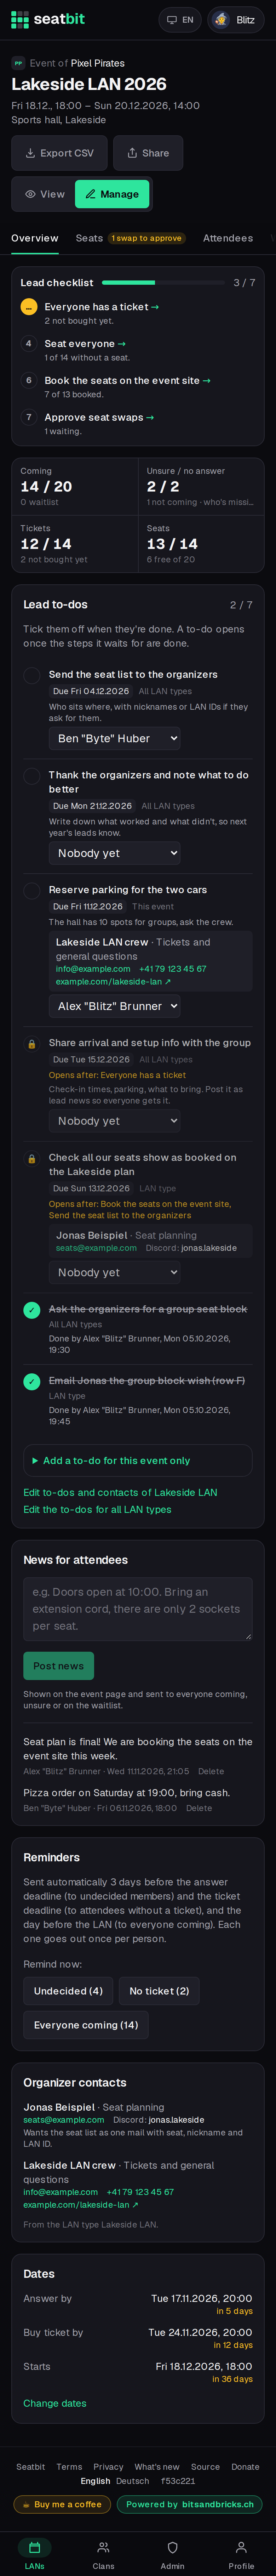 seatbit
EN
Blitz
PP Event of Pixel Pirates
Lakeside LAN 2026
Fri 18.12., 18:00 – Sun 20.12.2026, 14:00
Sports hall, Lakeside
Export CSV
Share
View
Manage
Overview
Seats
1 swap to approve
Attendees
Lead checklist
3 / 7
… Everyone has a ticket →
2 not bought yet.
4 Seat everyone →
1 of 14 without a seat.
6 Book the seats on the event site →
7 of 13 booked.
7 Approve seat swaps →
1 waiting.
Coming
14 / 20
0 waitlist
Unsure / no answer
2 / 2
1 not coming · who's missi…
Tickets
12 / 14
2 not bought yet
Seats
13 / 14
6 free of 20
Lead to-dos
2 / 7
Tick them off when they're done. A to-do opens
once the steps it waits for are done.
Send the seat list to the organizers
Due Fri 04.12.2026 All LAN types
Who sits where, with nicknames or LAN IDs if they
ask for them.
Ben "Byte" Huber
Thank the organizers and note what to do
better
Due Mon 21.12.2026 All LAN types
Write down what worked and what didn't, so next
year's leads know.
Nobody yet
Reserve parking for the two cars
Due Fri 11.12.2026 This event
The hall has 10 spots for groups, ask the crew.
Lakeside LAN crew · Tickets and
general questions
info@example.com +41 79 123 45 67
example.com/lakeside-lan ↗
Alex "Blitz" Brunner
Share arrival and setup info with the group
Due Tue 15.12.2026 All LAN types
Opens after: Everyone has a ticket
Check-in times, parking, what to bring. Post it as
lead news so everyone gets it.
Nobody yet
Check all our seats show as booked on
the Lakeside plan
Due Sun 13.12.2026 LAN type
Opens after: Book the seats on the event site,
Send the seat list to the organizers
Jonas Beispiel · Seat planning
seats@example.com Discord: jonas.lakeside
Nobody yet
Ask the organizers for a group seat block
All LAN types
Done by Alex "Blitz" Brunner, Mon 05.10.2026,
19:30
Email Jonas the group block wish (row F)
LAN type
Done by Alex "Blitz" Brunner, Mon 05.10.2026,
19:45
▶ Add a to-do for this event only
Edit to-dos and contacts of Lakeside LAN
Edit the to-dos for all LAN types
News for attendees
e.g. Doors open at 10:00. Bring an
extension cord, there are only 2 sockets
per seat.
Post news
Shown on the event page and sent to everyone coming,
unsure or on the waitlist.
Seat plan is final! We are booking the seats on the
event site this week.
Alex "Blitz" Brunner · Wed 11.11.2026, 21:05 Delete
Pizza order on Saturday at 19:00, bring cash.
Ben "Byte" Huber · Fri 06.11.2026, 18:00 Delete
Reminders
Sent automatically 3 days before the answer
deadline (to undecided members) and the ticket
deadline (to attendees without a ticket), and the
day before the LAN (to everyone coming). Each
one goes out once per person.
Remind now:
Undecided (4)
No ticket (2)
Everyone coming (14)
Organizer contacts
Jonas Beispiel · Seat planning
seats@example.com Discord: jonas.lakeside
Wants the seat list as one mail with seat, nickname and
LAN ID.
Lakeside LAN crew · Tickets and general
questions
info@example.com +41 79 123 45 67
example.com/lakeside-lan ↗
From the LAN type Lakeside LAN.
Dates
Answer by Tue 17.11.2026, 20:00
in 5 days
Buy ticket by Tue 24.11.2026, 20:00
in 12 days
Starts Fri 18.12.2026, 18:00
in 36 days
Change dates
Seatbit Terms Privacy What's new Source Donate
English Deutsch f53c221
Buy me a coffee
Powered by bitsandbricks.ch
LANs
Clans
Admin
Profile